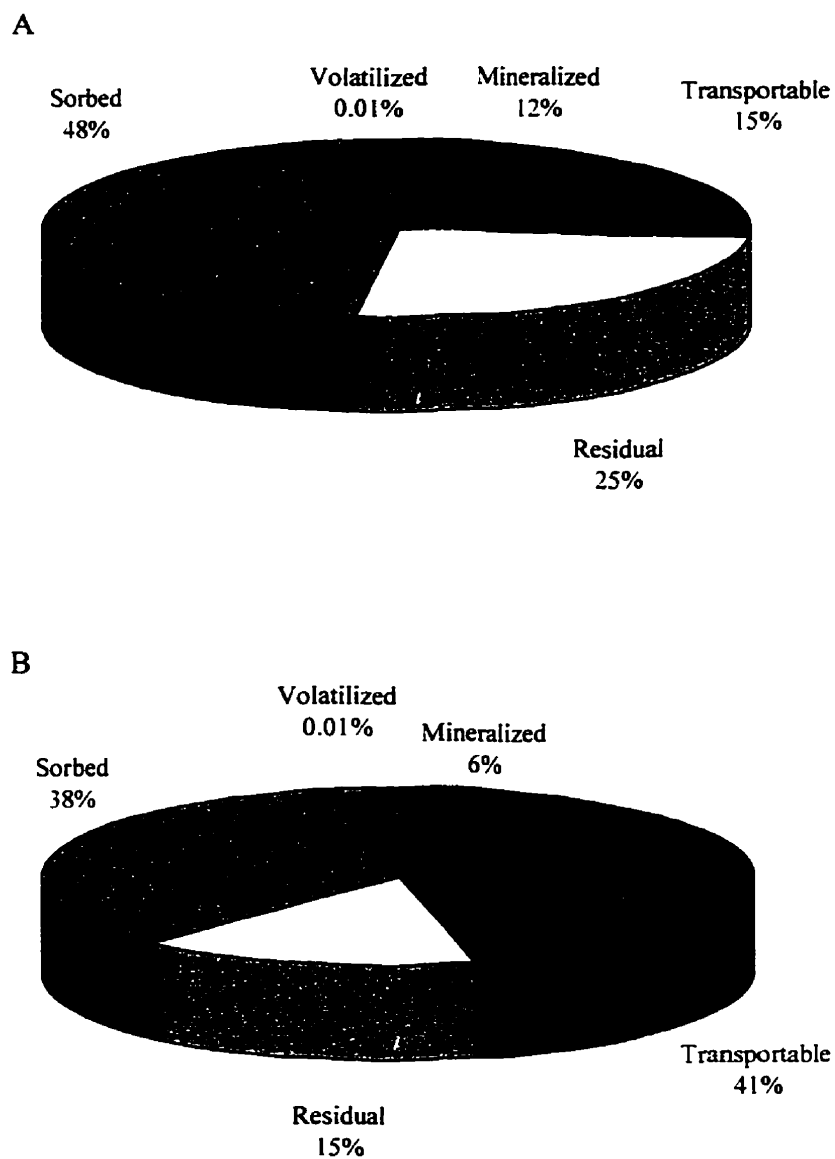 A
Volatilized
0.01%
Mineralized
12%
Transportable
15%
Sorbed
48%
Residual
25%
B
Volatilized
0.01%
Mineralized
6%
Sorbed
38%
Transportable
41%
Residual
15%